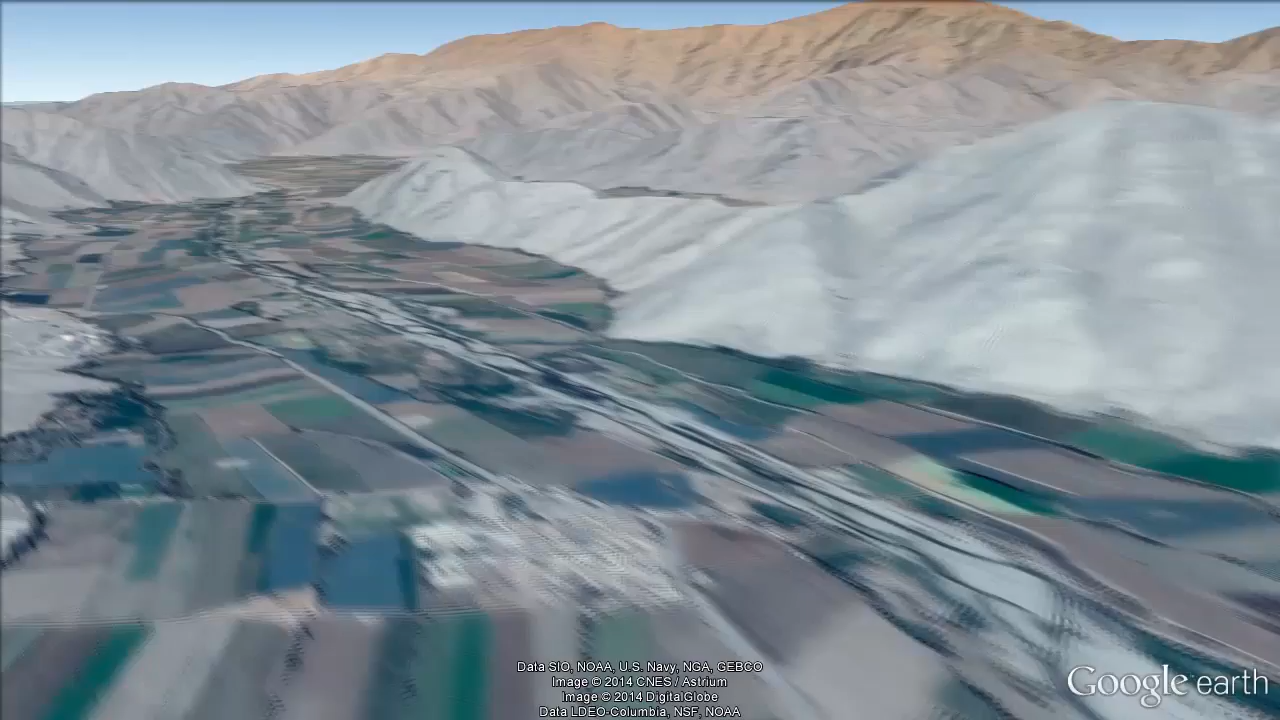 Data SIO, NOAA, U.S. Navy, NGA, GEBCO
Image © 2014 CNES / Astrium
Image © 2014 DigitalGlobe
Data LDEO-Columbia, NSF, NOAA
Google earth